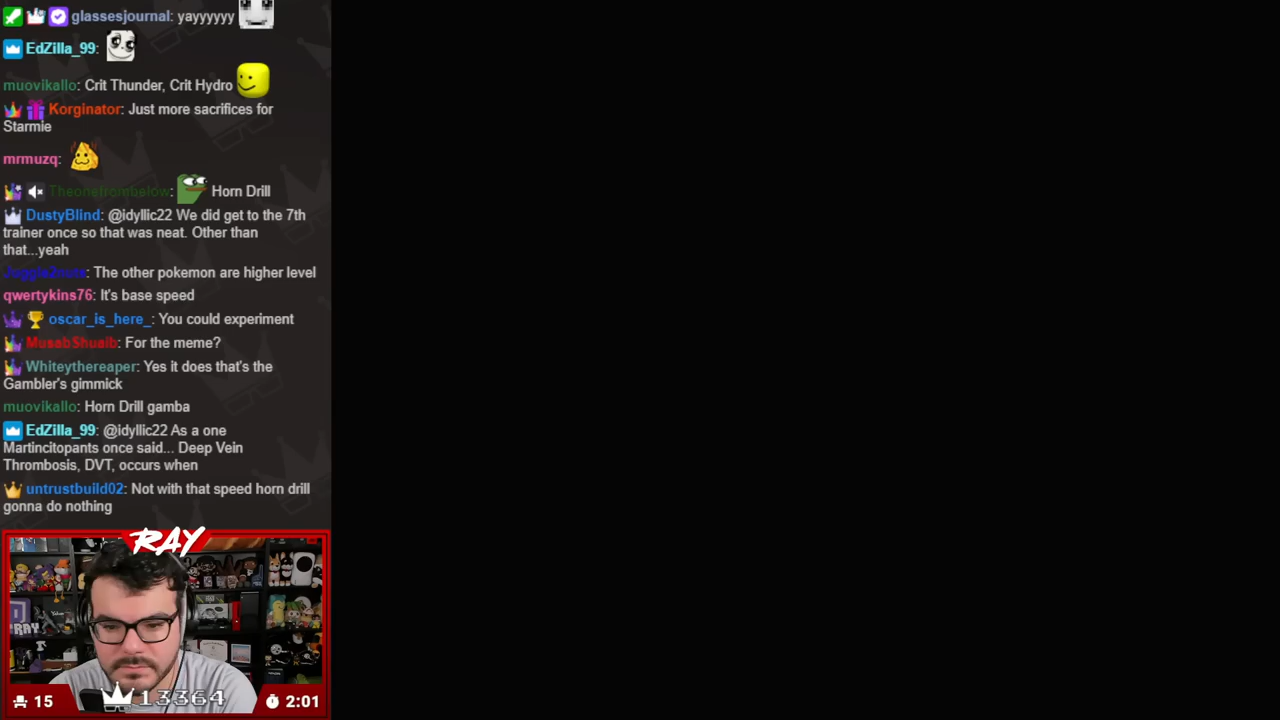 glassesjournal: yayyyyyy
EdZilla_99:
muovikallo: Crit Thunder, Crit Hydro
Korginator: Just more sacrifices for
Starmie
mrmuzq:
Theonefrombelow: Horn Drill
DustyBlind: @idyllic22 We did get to the 7th
trainer once so that was neat. Other than
that...yeah
: The other pokemon are higher level
qwertykins76: It's base speed
oscar_is_here_: You could experiment
MusabShuaib: For the meme?
Whiteythereaper: Yes it does that's the
Gambler's gimmick
muovikallo: Horn Drill gamba
EdZilla_99: @idyllic22 As a one
Martincitopants once said... Deep Vein
Thrombosis, DVT, occurs when
untrustbuild02: Not with that speed horn drill
gonna do nothing
RAY
15
13364
2:01